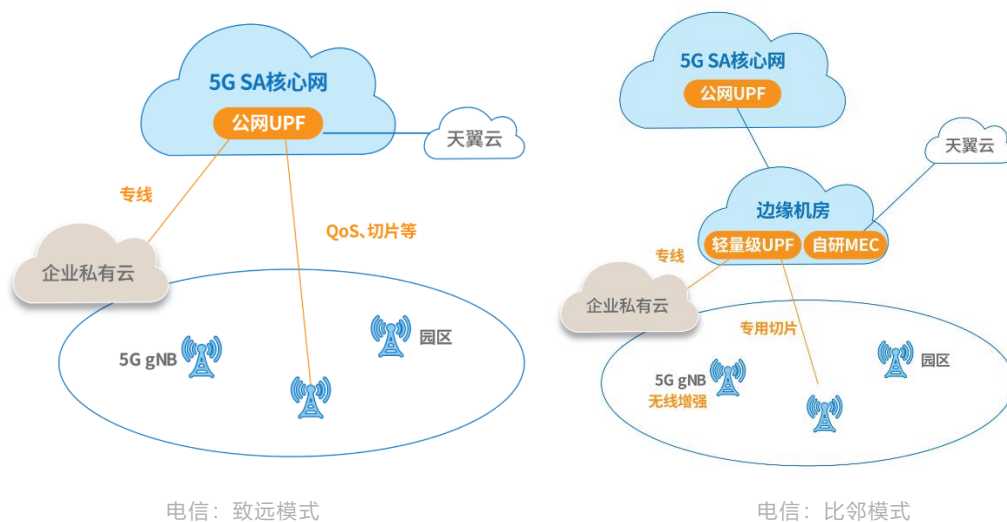 5G SA核心网
公网UPF
天翼云
专线
QoS、切片等
企业私有云
5G gNB
园区
电信：致远模式
5G SA核心网
公网UPF
天翼云
边缘机房
轻量级UPF
自研MEC
专线
企业私有云
专用切片
5G gNB
无线增强
园区
电信：比邻模式